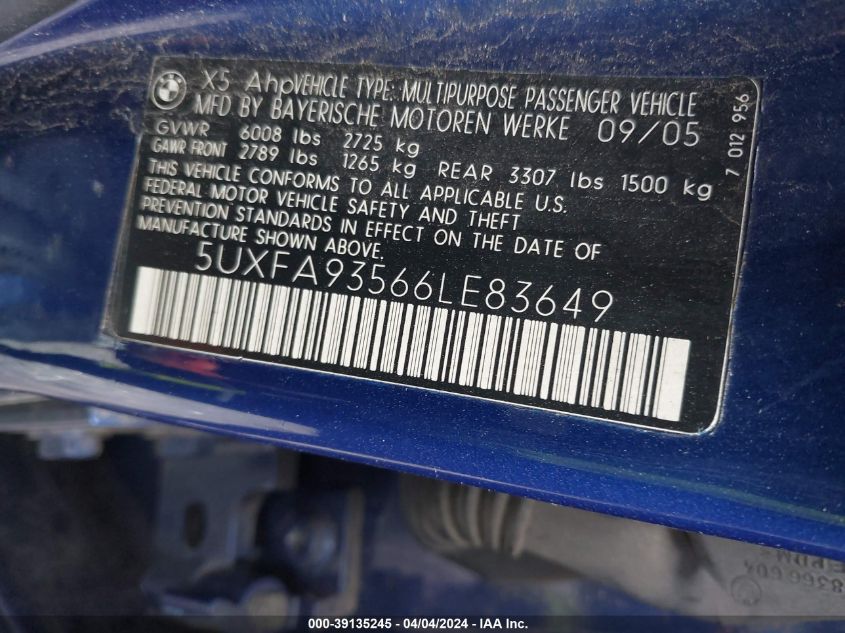 X5 Ahp VEHICLE TYPE: MULTIPURPOSE PASSENGER VEHICLE
MFD BY BAYERISCHE MOTOREN WERKE 09/05
GVWR 6008 lbs 2725 kg
GAWR FRONT 2789 lbs 1265 kg REAR 3307 lbs 1500 kg
THIS VEHICLE CONFORMS TO ALL APPLICABLE U.S.
FEDERAL MOTOR VEHICLE SAFETY AND THEFT
PREVENTION STANDARDS IN EFFECT ON THE DATE OF
MANUFACTURE SHOWN ABOVE.
5UXFA93566LE83649
7 012 956
8366604
000-39135245 - 04/04/2024 - IAA Inc.